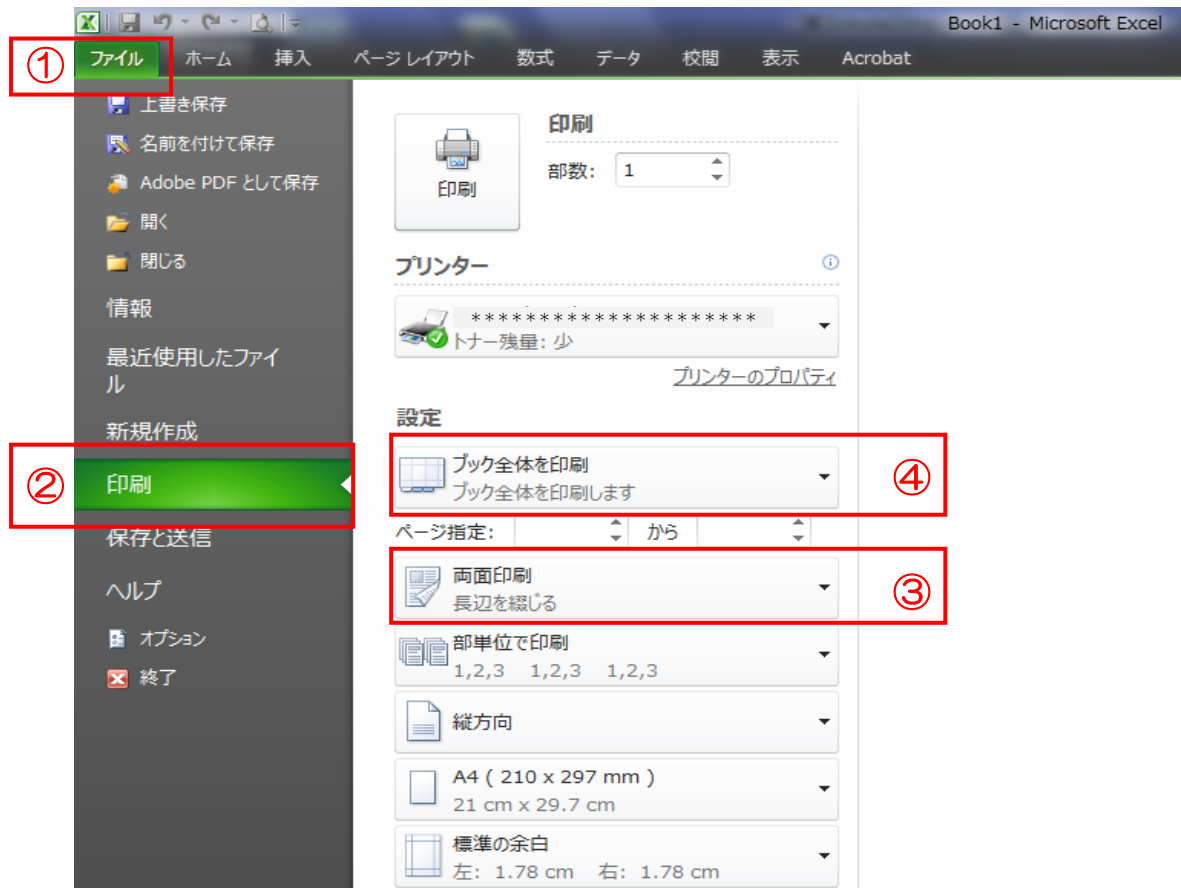 Book1 - Microsoft Excel
①
ファイル ホーム 挿入 ページ レイアウト 数式 データ 校閲 表示 Acrobat
上書き保存
名前を付けて保存
Adobe PDF として保存
開く
閉じる
情報
最近使用したファイ
ル
新規作成
②
印刷
保存と送信
ヘルプ
オプション
終了
印刷
印刷
部数: 1
プリンター
*********************
トナー残量: 少
プリンターのプロパティ
設定
ブック全体を印刷
ブック全体を印刷します
④
ページ指定: から
両面印刷
長辺を綴じる
③
部単位で印刷
1,2,3 1,2,3 1,2,3
縦方向
A4 ( 210 x 297 mm )
21 cm x 29.7 cm
標準の余白
左: 1.78 cm 右: 1.78 cm